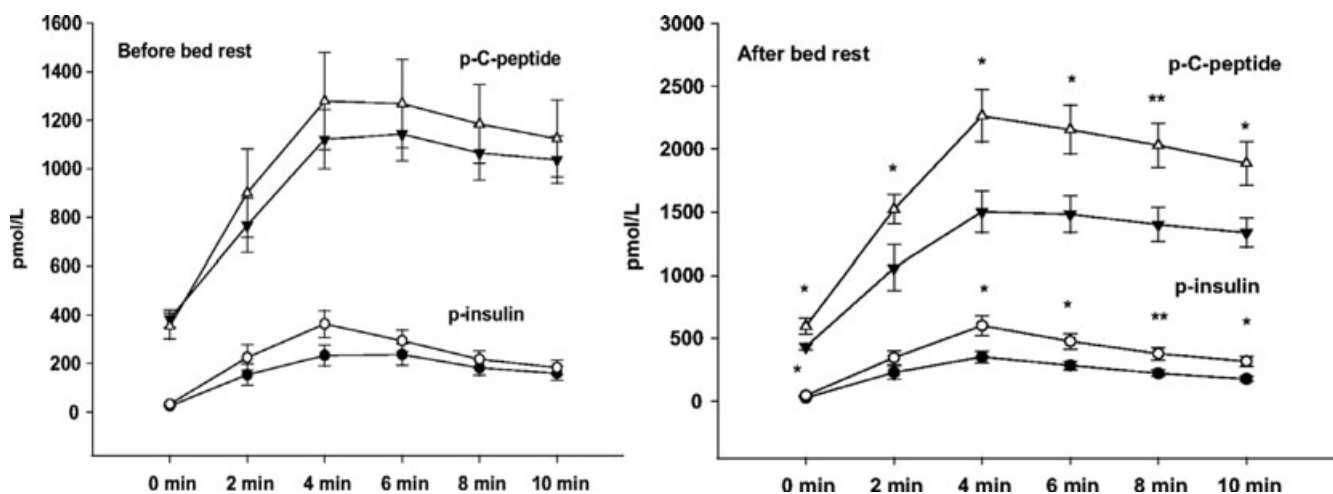 Before bed rest
p-C-peptide
p-insulin
pmol/L
1600
1400
1200
1000
800
600
400
200
0
0 min 2 min 4 min 6 min 8 min 10 min
After bed rest
p-C-peptide
p-insulin
pmol/L
3000
2500
2000
1500
1000
500
0
* * * * ** *
* * * ** *
*
0 min 2 min 4 min 6 min 8 min 10 min